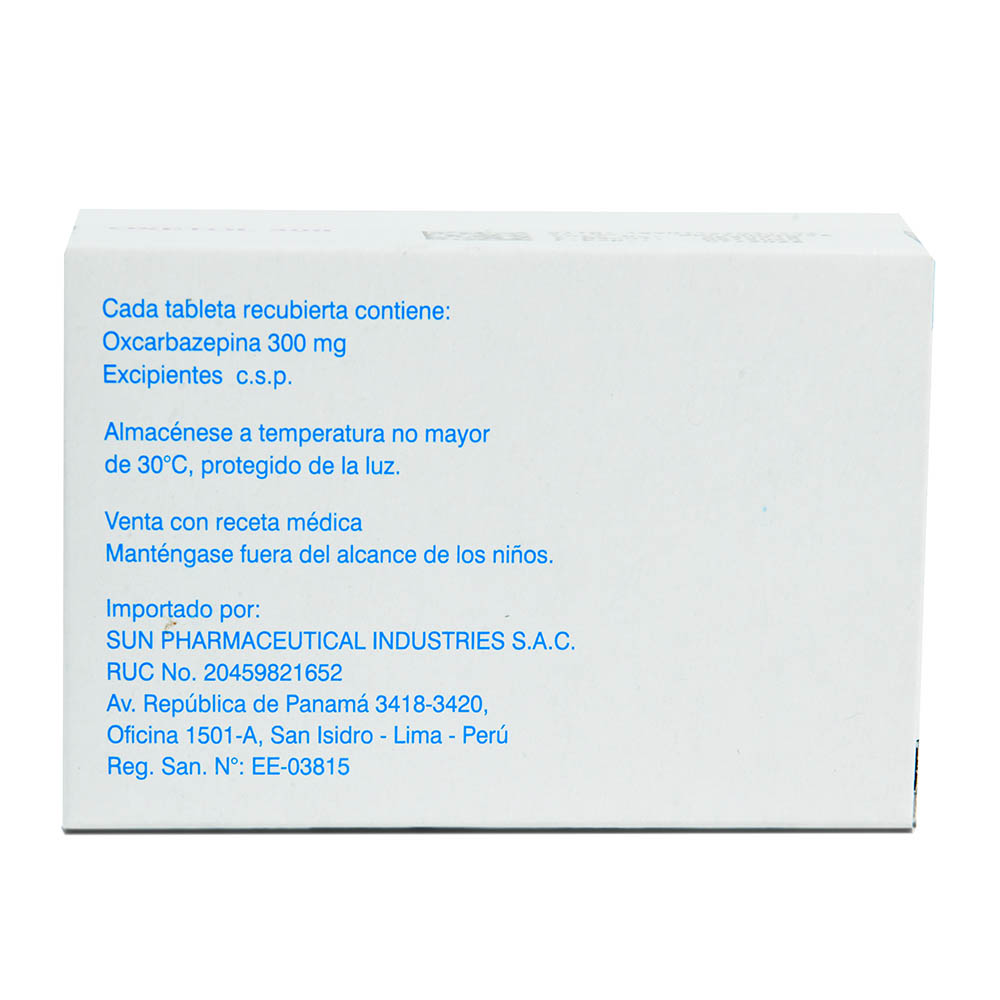 Cada tableta recubierta contiene:
Oxcarbazepina 300 mg
Excipientes c.s.p.
Almacénese a temperatura no mayor
de 30°C, protegido de la luz.
Venta con receta médica
Manténgase fuera del alcance de los niños.
Importado por:
SUN PHARMACEUTICAL INDUSTRIES S.A.C.
RUC No. 20459821652
Av. República de Panamá 3418-3420,
Oficina 1501-A, San Isidro - Lima - Perú
Reg. San. N°: EE-03815